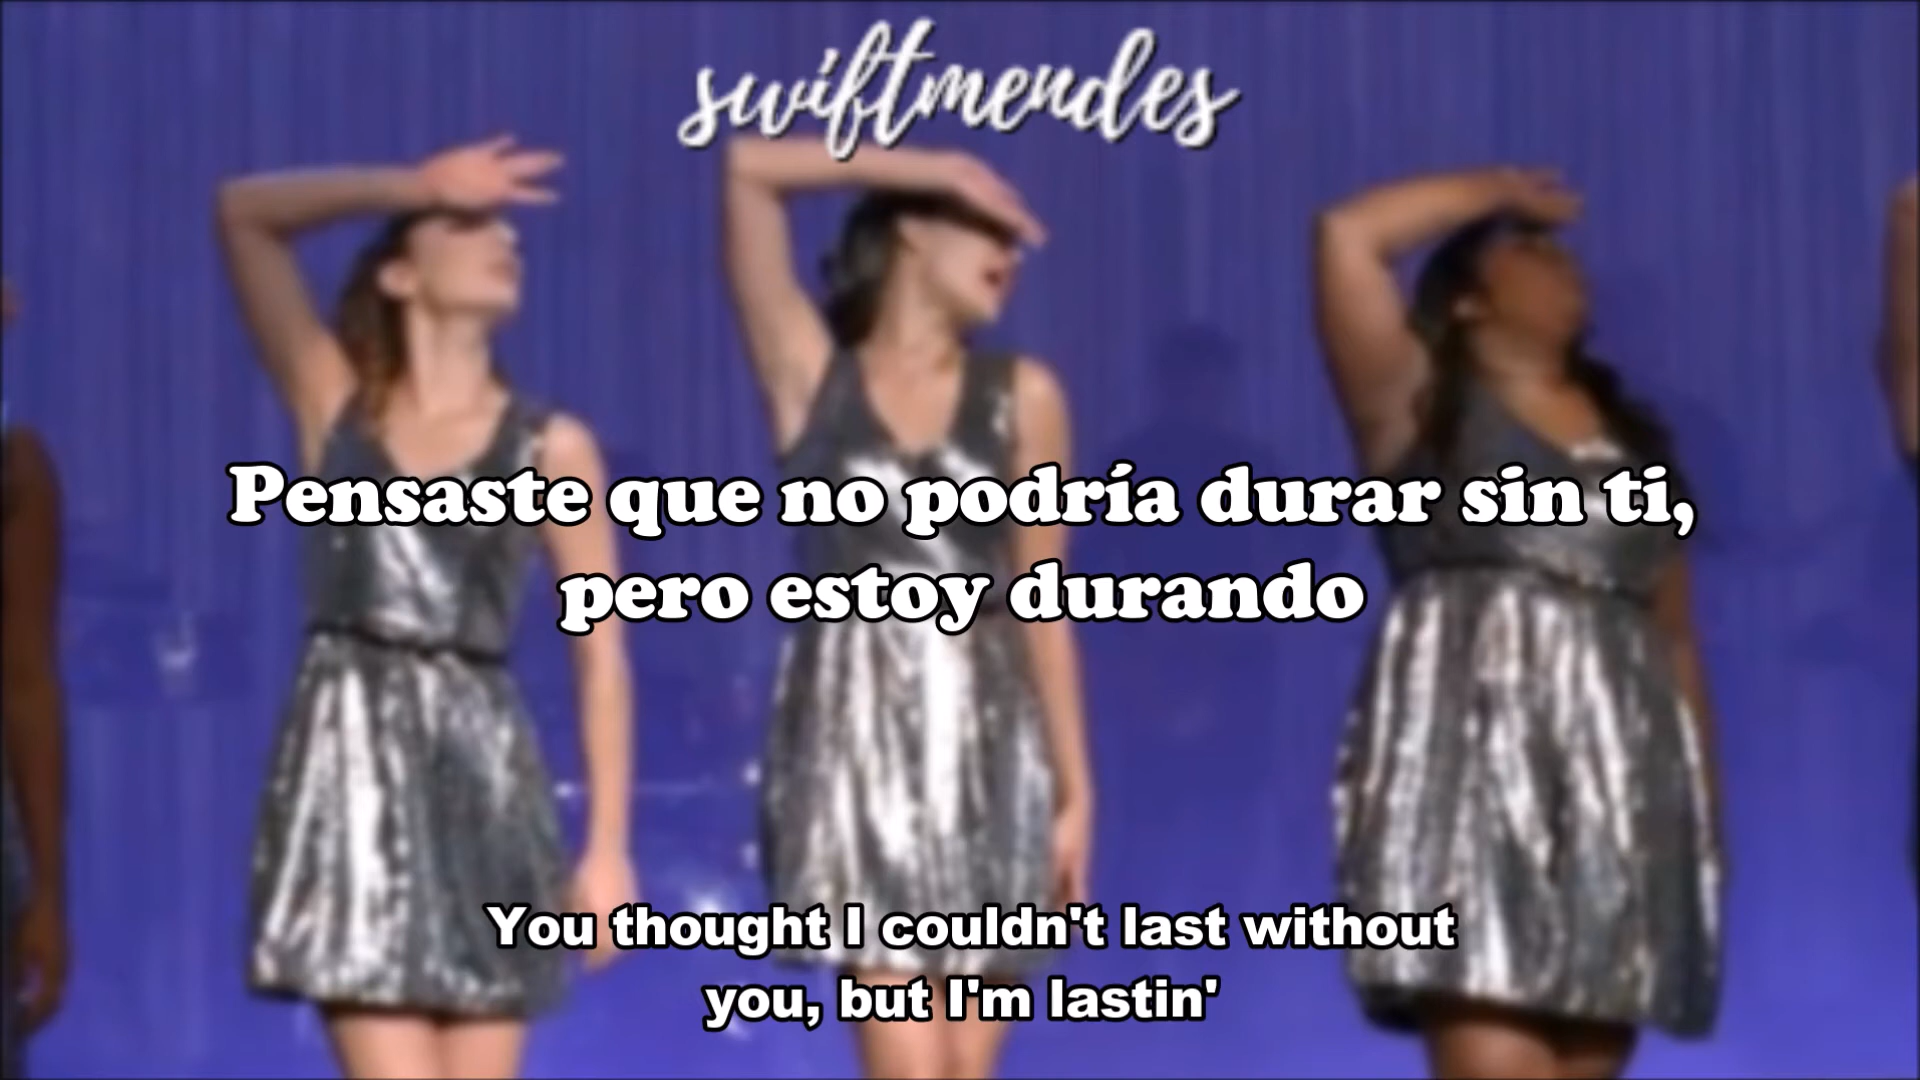 swiftmendes
Pensaste que no podría durar sin ti,
pero estoy durando
You thought I couldn't last without
you, but I'm lastin'